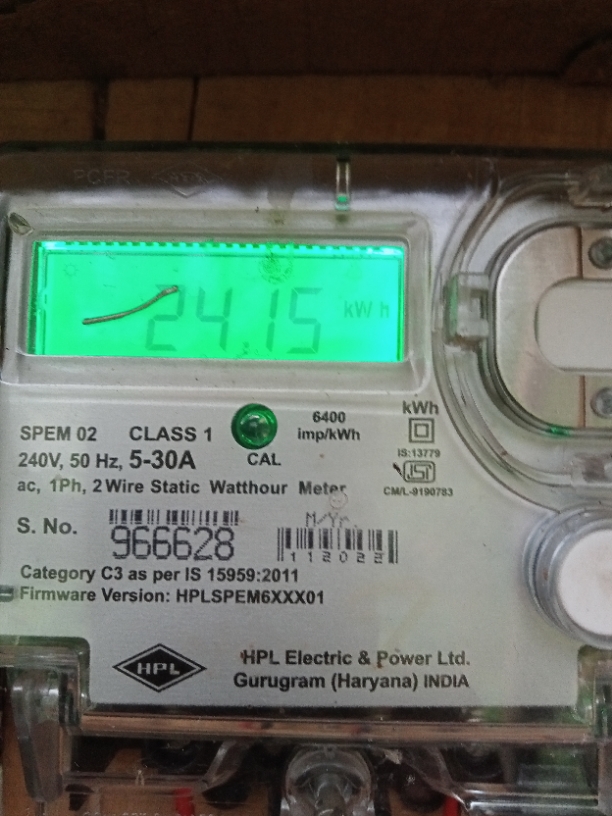 24.15 kWh
SPEM 02 CLASS 1
240V, 50 Hz, 5-30A
CAL
6400
imp/kWh
kWh
IS:13779
CM/L-9190783
ac, 1Ph, 2 Wire Static Watthour Meter
S. No. 966628
M/Yr.
112022
Category C3 as per IS 15959:2011
Firmware Version: HPLSPEM6XXX01
HPL
HPL Electric & Power Ltd.
Gurugram (Haryana) INDIA